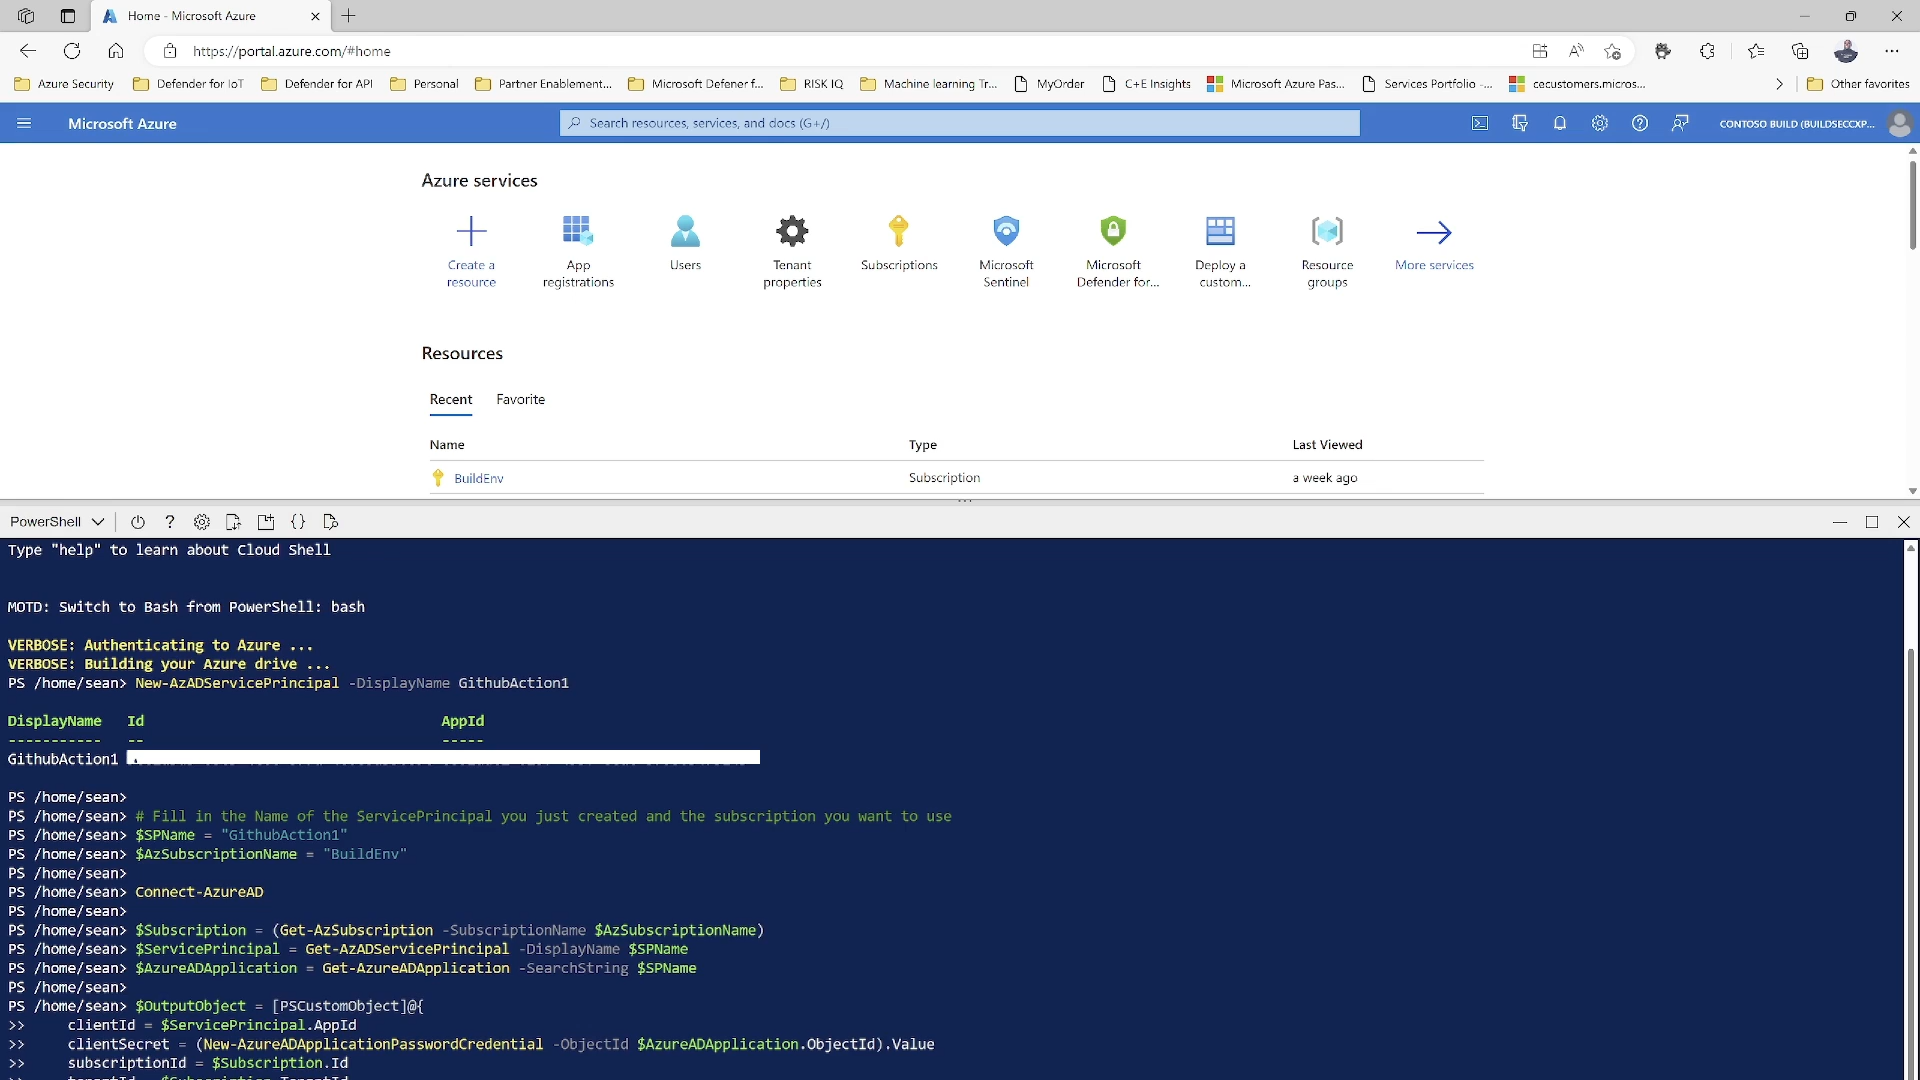 Home - Microsoft Azure
https://portal.azure.com/#home
Azure Security
Defender for IoT
Defender for API
Personal
Partner Enablement...
Microsoft Defener f...
RISK IQ
Machine learning Tr...
MyOrder
C+E Insights
Microsoft Azure Pas...
Services Portfolio -...
cecustomers.micros...
Other favorites
Microsoft Azure
Search resources, services, and docs (G+/)
CONTOSO BUILD (BUILDSECCXP...
Azure services
Create a resource
App registrations
Users
Tenant properties
Subscriptions
Microsoft Sentinel
Microsoft Defender for...
Deploy a custom...
Resource groups
More services
Resources
Recent
Favorite
Name Type Last Viewed
BuildEnv Subscription a week ago
PowerShell
Type "help" to learn about Cloud Shell
MOTD: Switch to Bash from PowerShell: bash
VERBOSE: Authenticating to Azure ...
VERBOSE: Building your Azure drive ...
PS /home/sean> New-AzADServicePrincipal -DisplayName GithubAction1
DisplayName Id AppId
----------- -- -----
GithubAction1
PS /home/sean>
PS /home/sean> # Fill in the Name of the ServicePrincipal you just created and the subscription you want to use
PS /home/sean> $SPName = "GithubAction1"
PS /home/sean> $AzSubscriptionName = "BuildEnv"
PS /home/sean>
PS /home/sean> Connect-AzureAD
PS /home/sean>
PS /home/sean> $Subscription = (Get-AzSubscription -SubscriptionName $AzSubscriptionName)
PS /home/sean> $ServicePrincipal = Get-AzADServicePrincipal -DisplayName $SPName
PS /home/sean> $AzureADApplication = Get-AzureADApplication -SearchString $SPName
PS /home/sean>
PS /home/sean> $OutputObject = [PSCustomObject]@{
>> clientId = $ServicePrincipal.AppId
>> clientSecret = (New-AzureADApplicationPasswordCredential -ObjectId $AzureADApplication.ObjectId).Value
>> subscriptionId = $Subscription.Id
>> tenantId = $Subscription.TenantId